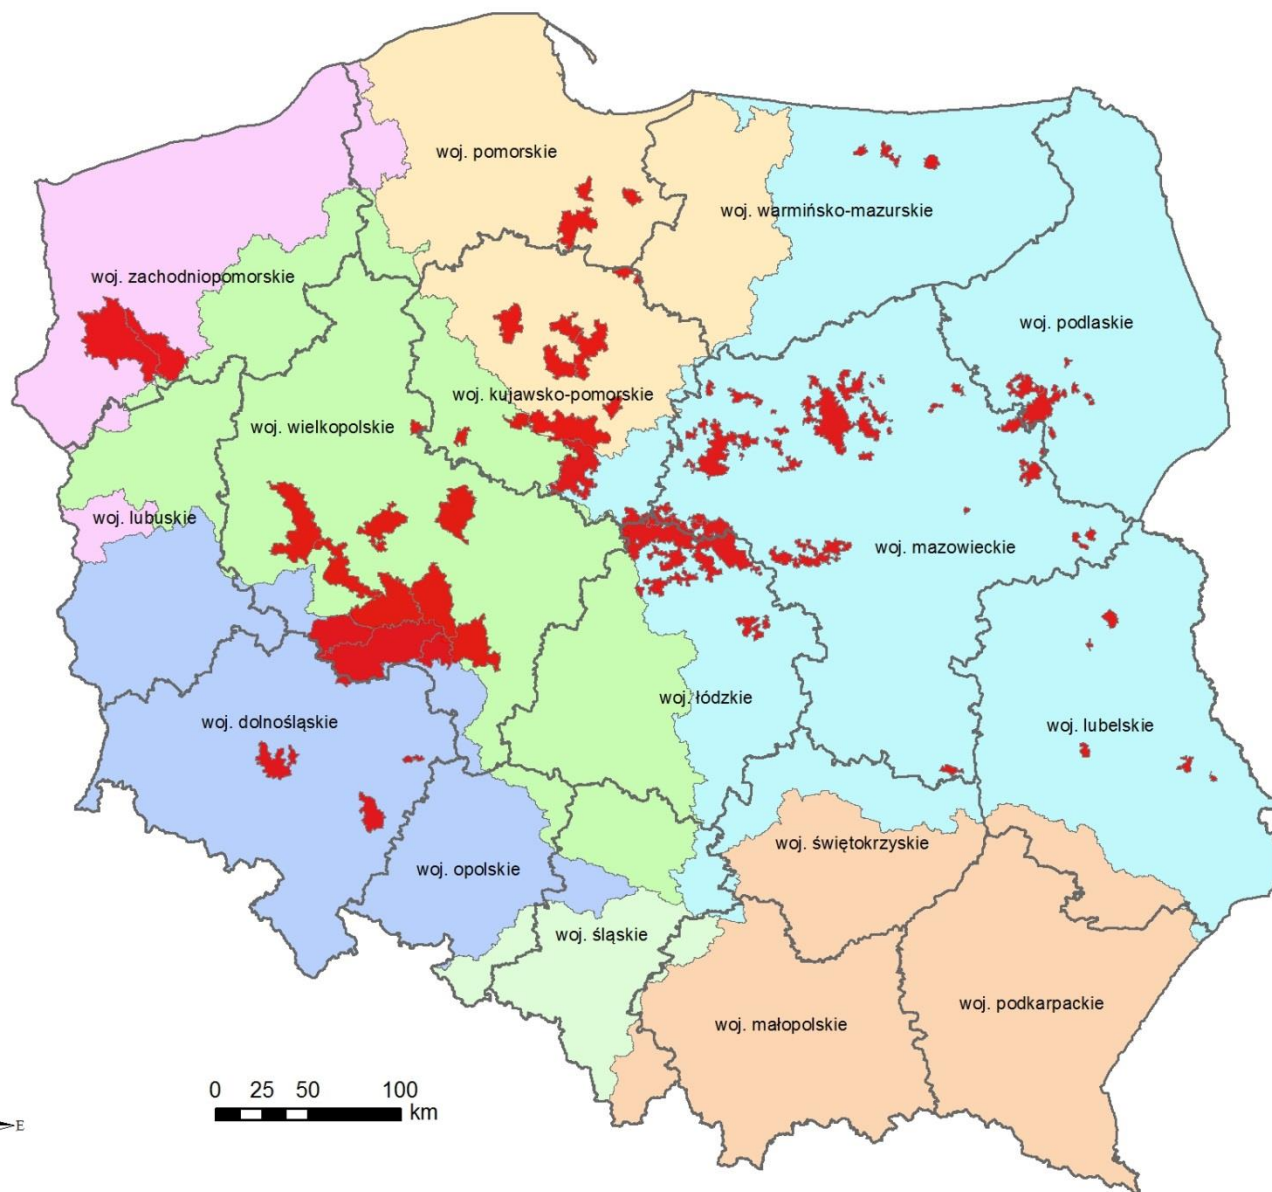 woj. pomorskie
woj. warmińsko-mazurskie
woj. zachodniopomorskie
woj. podlaskie
woj. kujawsko-pomorskie
woj. wielkopolskie
woj. lubuskie
woj. mazowieckie
woj. łódzkie
woj. dolnośląskie
woj. lubelskie
woj. świętokrzyskie
woj. opolskie
woj. śląskie
woj. podkarpackie
woj. małopolskie
0 25 50 100
km
E